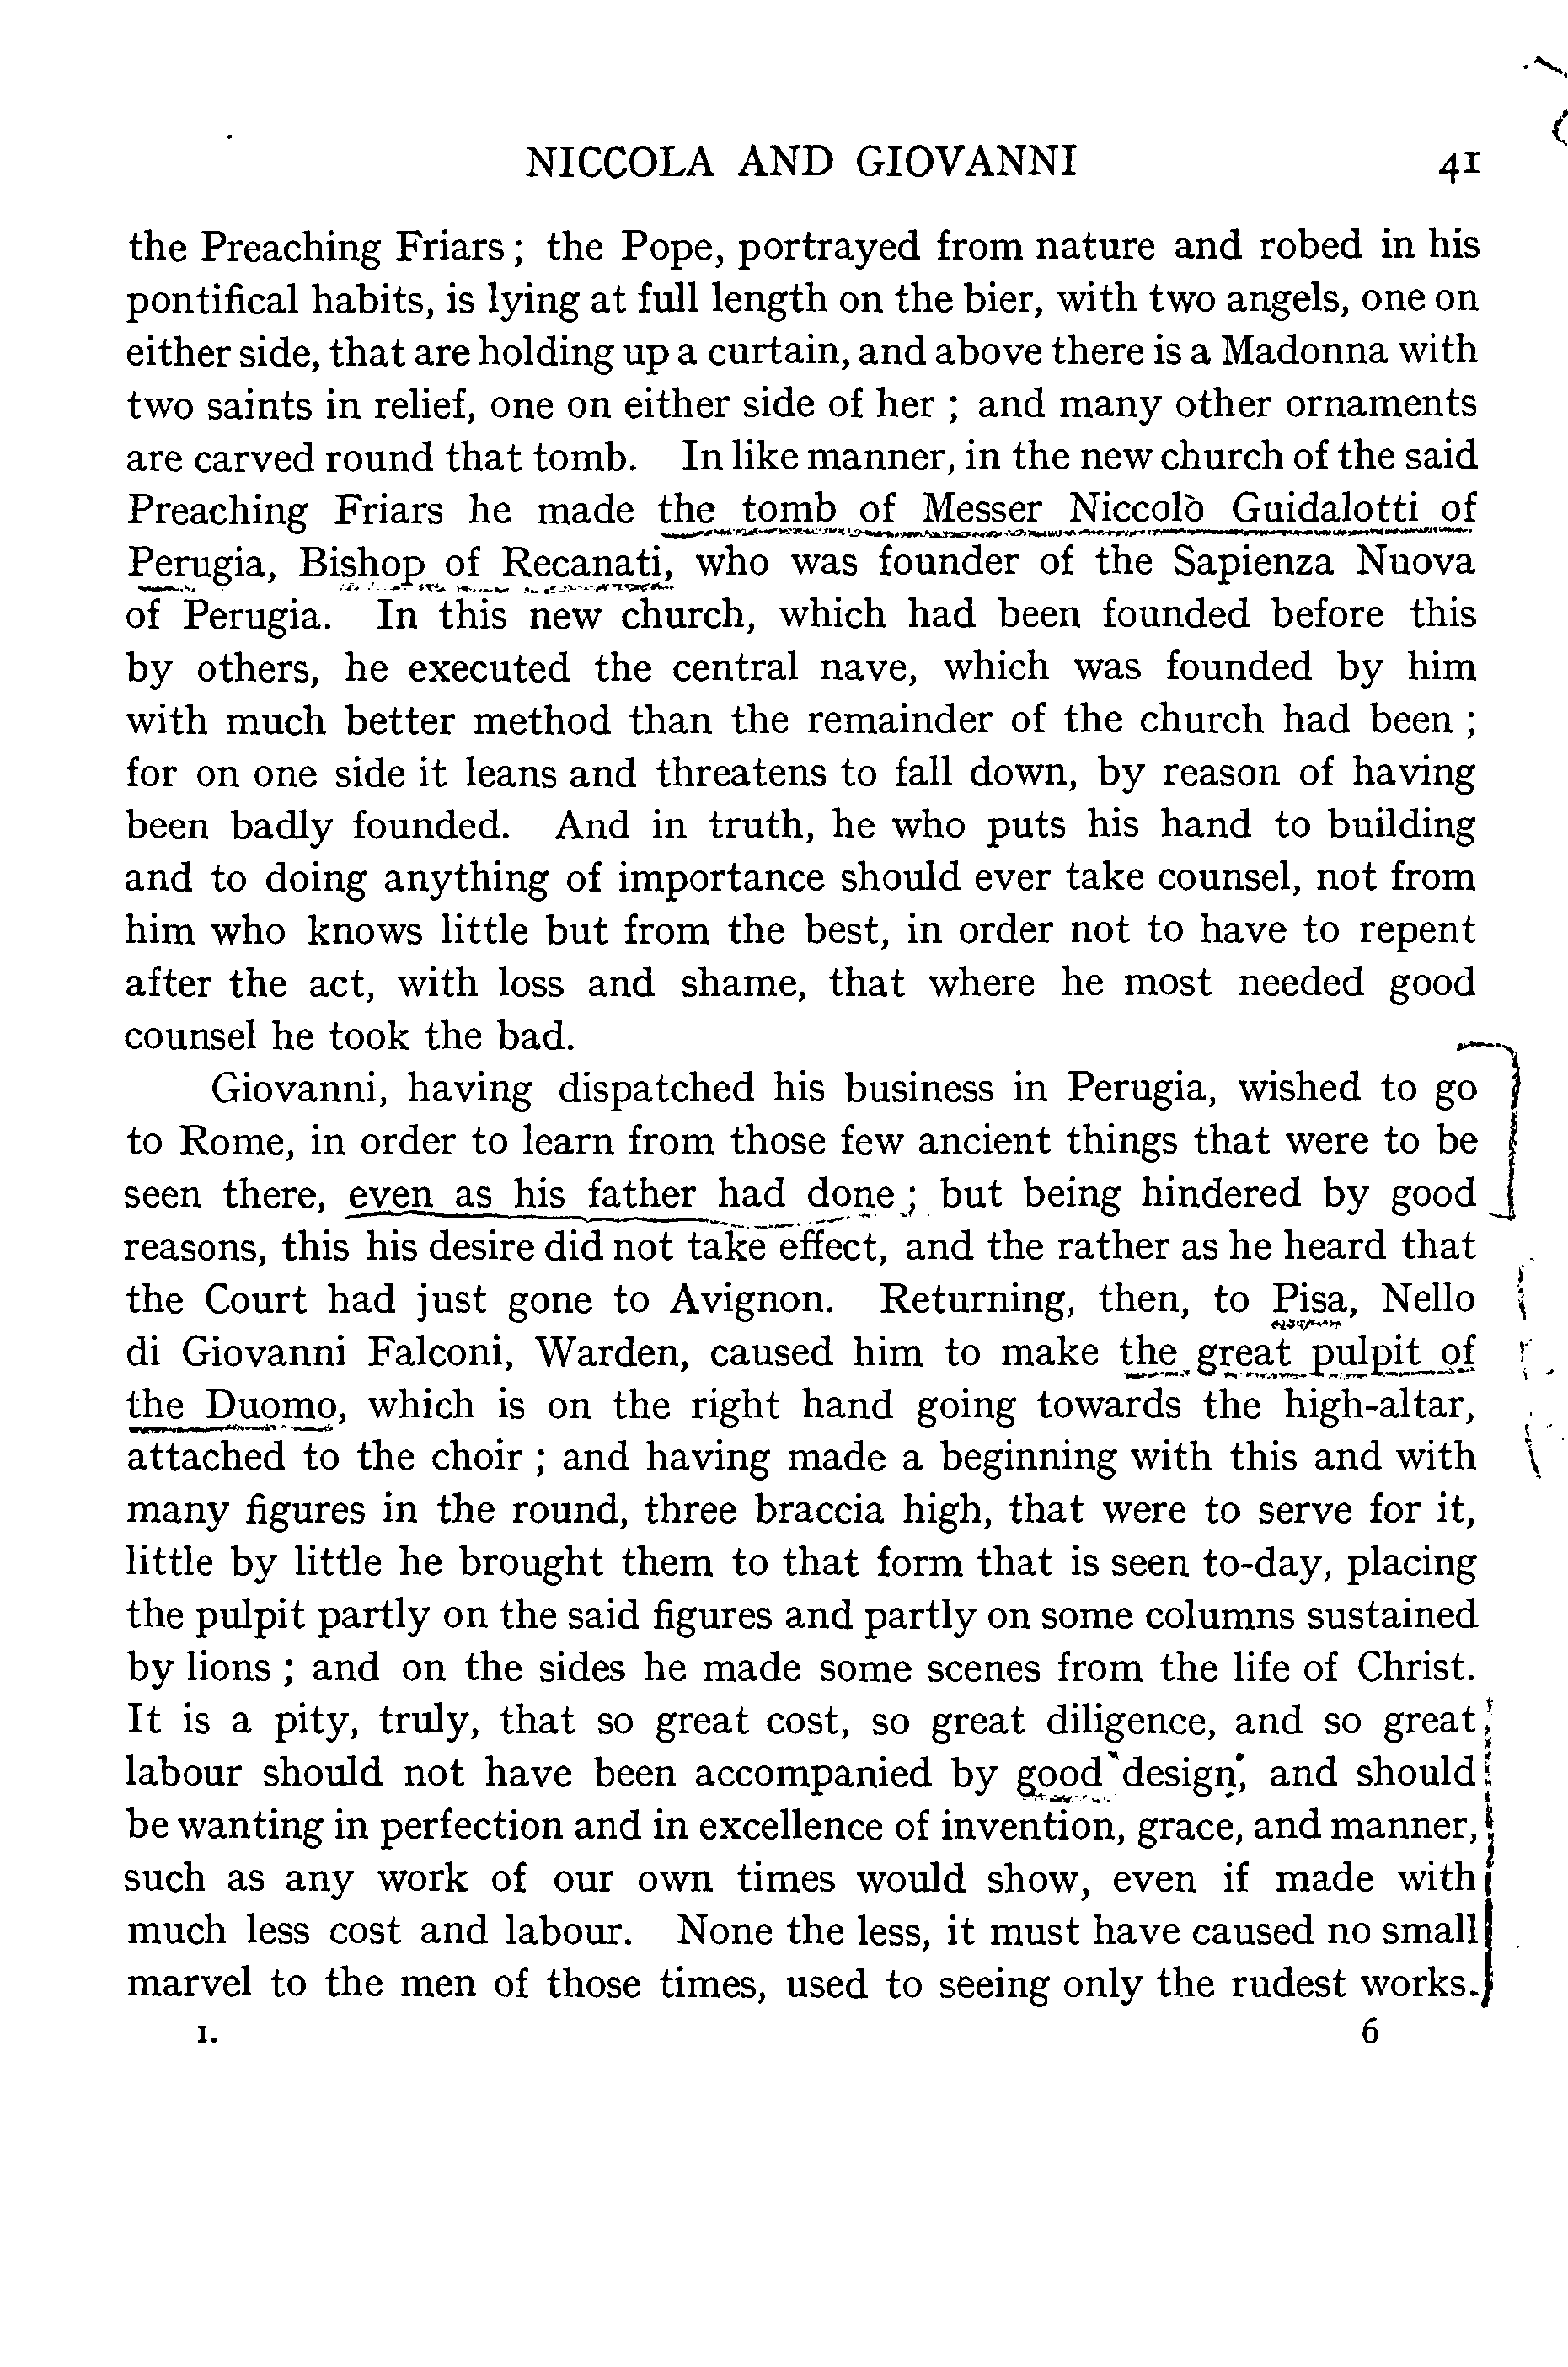 NICCOLA AND GIOVANNI 41
the Preaching Friars ; the Pope, portrayed from nature and robed in his
pontifical habits, is lying at full length on the bier, with two angels, one on
either side, that are holding up a curtain, and above there is a Madonna with
two saints in relief, one on either side of her ; and many other ornaments
are carved round that tomb. In like manner, in the new church of the said
Preaching Friars he made the tomb of Messer Niccolò Guidalotti of
Perugia, Bishop of Recanati, who was founder of the Sapienza Nuova
of Perugia. In this new church, which had been founded before this
by others, he executed the central nave, which was founded by him
with much better method than the remainder of the church had been ;
for on one side it leans and threatens to fall down, by reason of having
been badly founded. And in truth, he who puts his hand to building
and to doing anything of importance should ever take counsel, not from
him who knows little but from the best, in order not to have to repent
after the act, with loss and shame, that where he most needed good
counsel he took the bad.
Giovanni, having dispatched his business in Perugia, wished to go
to Rome, in order to learn from those few ancient things that were to be
seen there, even as his father had done ; but being hindered by good
reasons, this his desire did not take effect, and the rather as he heard that
the Court had just gone to Avignon. Returning, then, to Pisa, Nello
di Giovanni Falconi, Warden, caused him to make the great pulpit of
the Duomo, which is on the right hand going towards the high-altar,
attached to the choir ; and having made a beginning with this and with
many figures in the round, three braccia high, that were to serve for it,
little by little he brought them to that form that is seen to-day, placing
the pulpit partly on the said figures and partly on some columns sustained
by lions ; and on the sides he made some scenes from the life of Christ.
It is a pity, truly, that so great cost, so great diligence, and so great
labour should not have been accompanied by good design, and should
be wanting in perfection and in excellence of invention, grace, and manner,
such as any work of our own times would show, even if made with
much less cost and labour. None the less, it must have caused no small
marvel to the men of those times, used to seeing only the rudest works.
I. 6